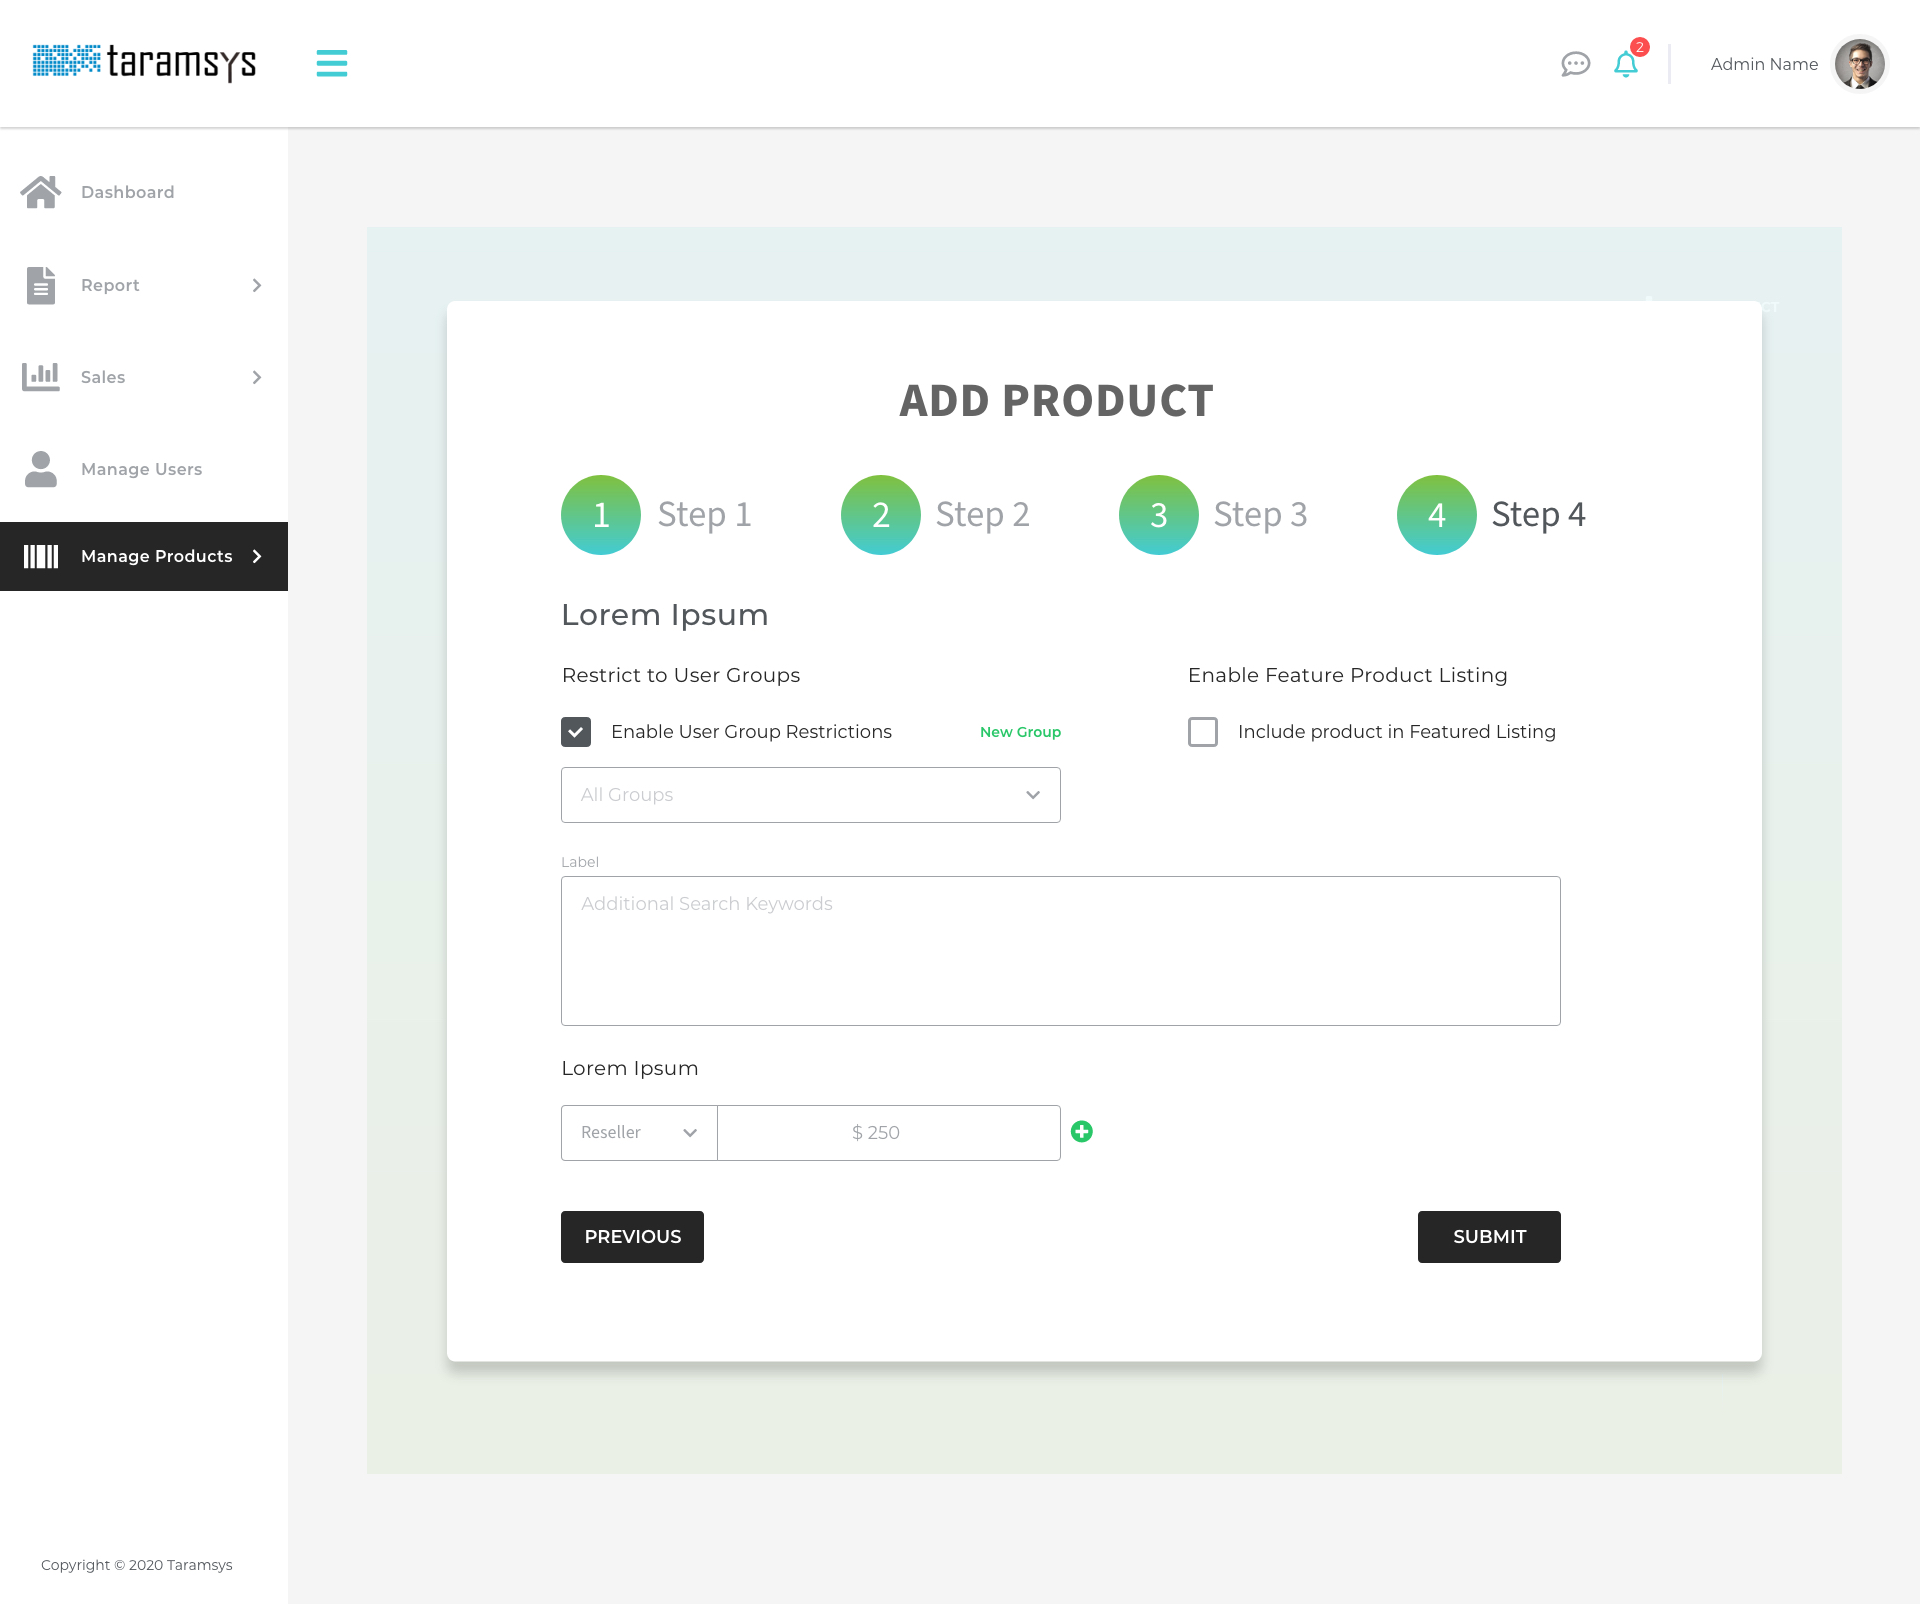 taramsys
2
Admin Name
Dashboard
Report
Sales
Manage Users
Manage Products
CT
ADD PRODUCT
1 Step 1
2 Step 2
3 Step 3
4 Step 4
Lorem Ipsum
Restrict to User Groups
Enable Feature Product Listing
Enable User Group Restrictions
New Group
Include product in Featured Listing
All Groups
Label
Additional Search Keywords
Lorem Ipsum
Reseller
$ 250
PREVIOUS
SUBMIT
Copyright © 2020 Taramsys